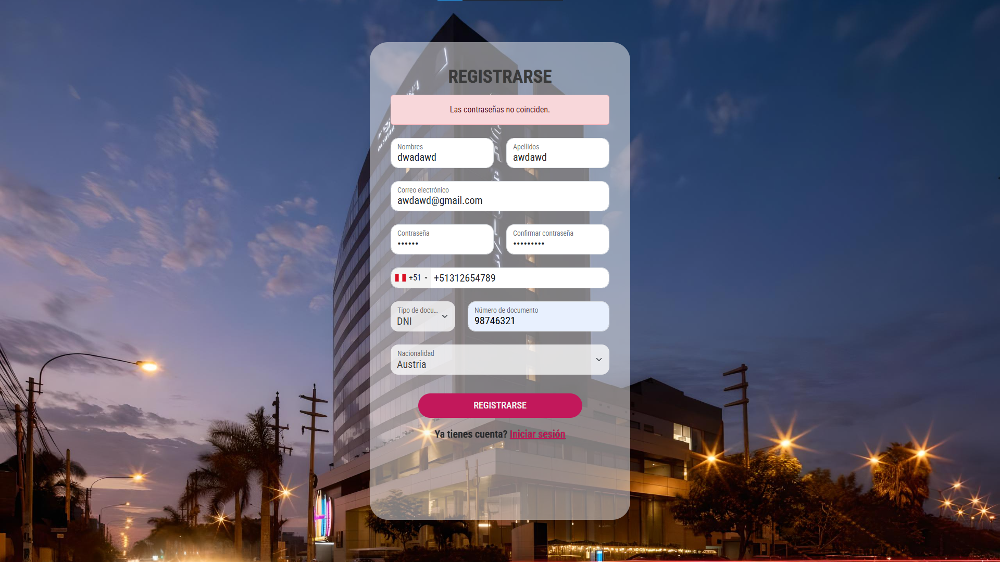 REGISTRARSE
Las contraseñas no coinciden.
Nombres
dwadawd
Apellidos
awdawd
Correo electrónico
awdawd@gmail.com
Contraseña
••••••
Confirmar contraseña
•••••••••
+51
+51312654789
Tipo de docu...
DNI
Número de documento
98746321
Nacionalidad
Austria
REGISTRARSE
Ya tienes cuenta? Iniciar sesión